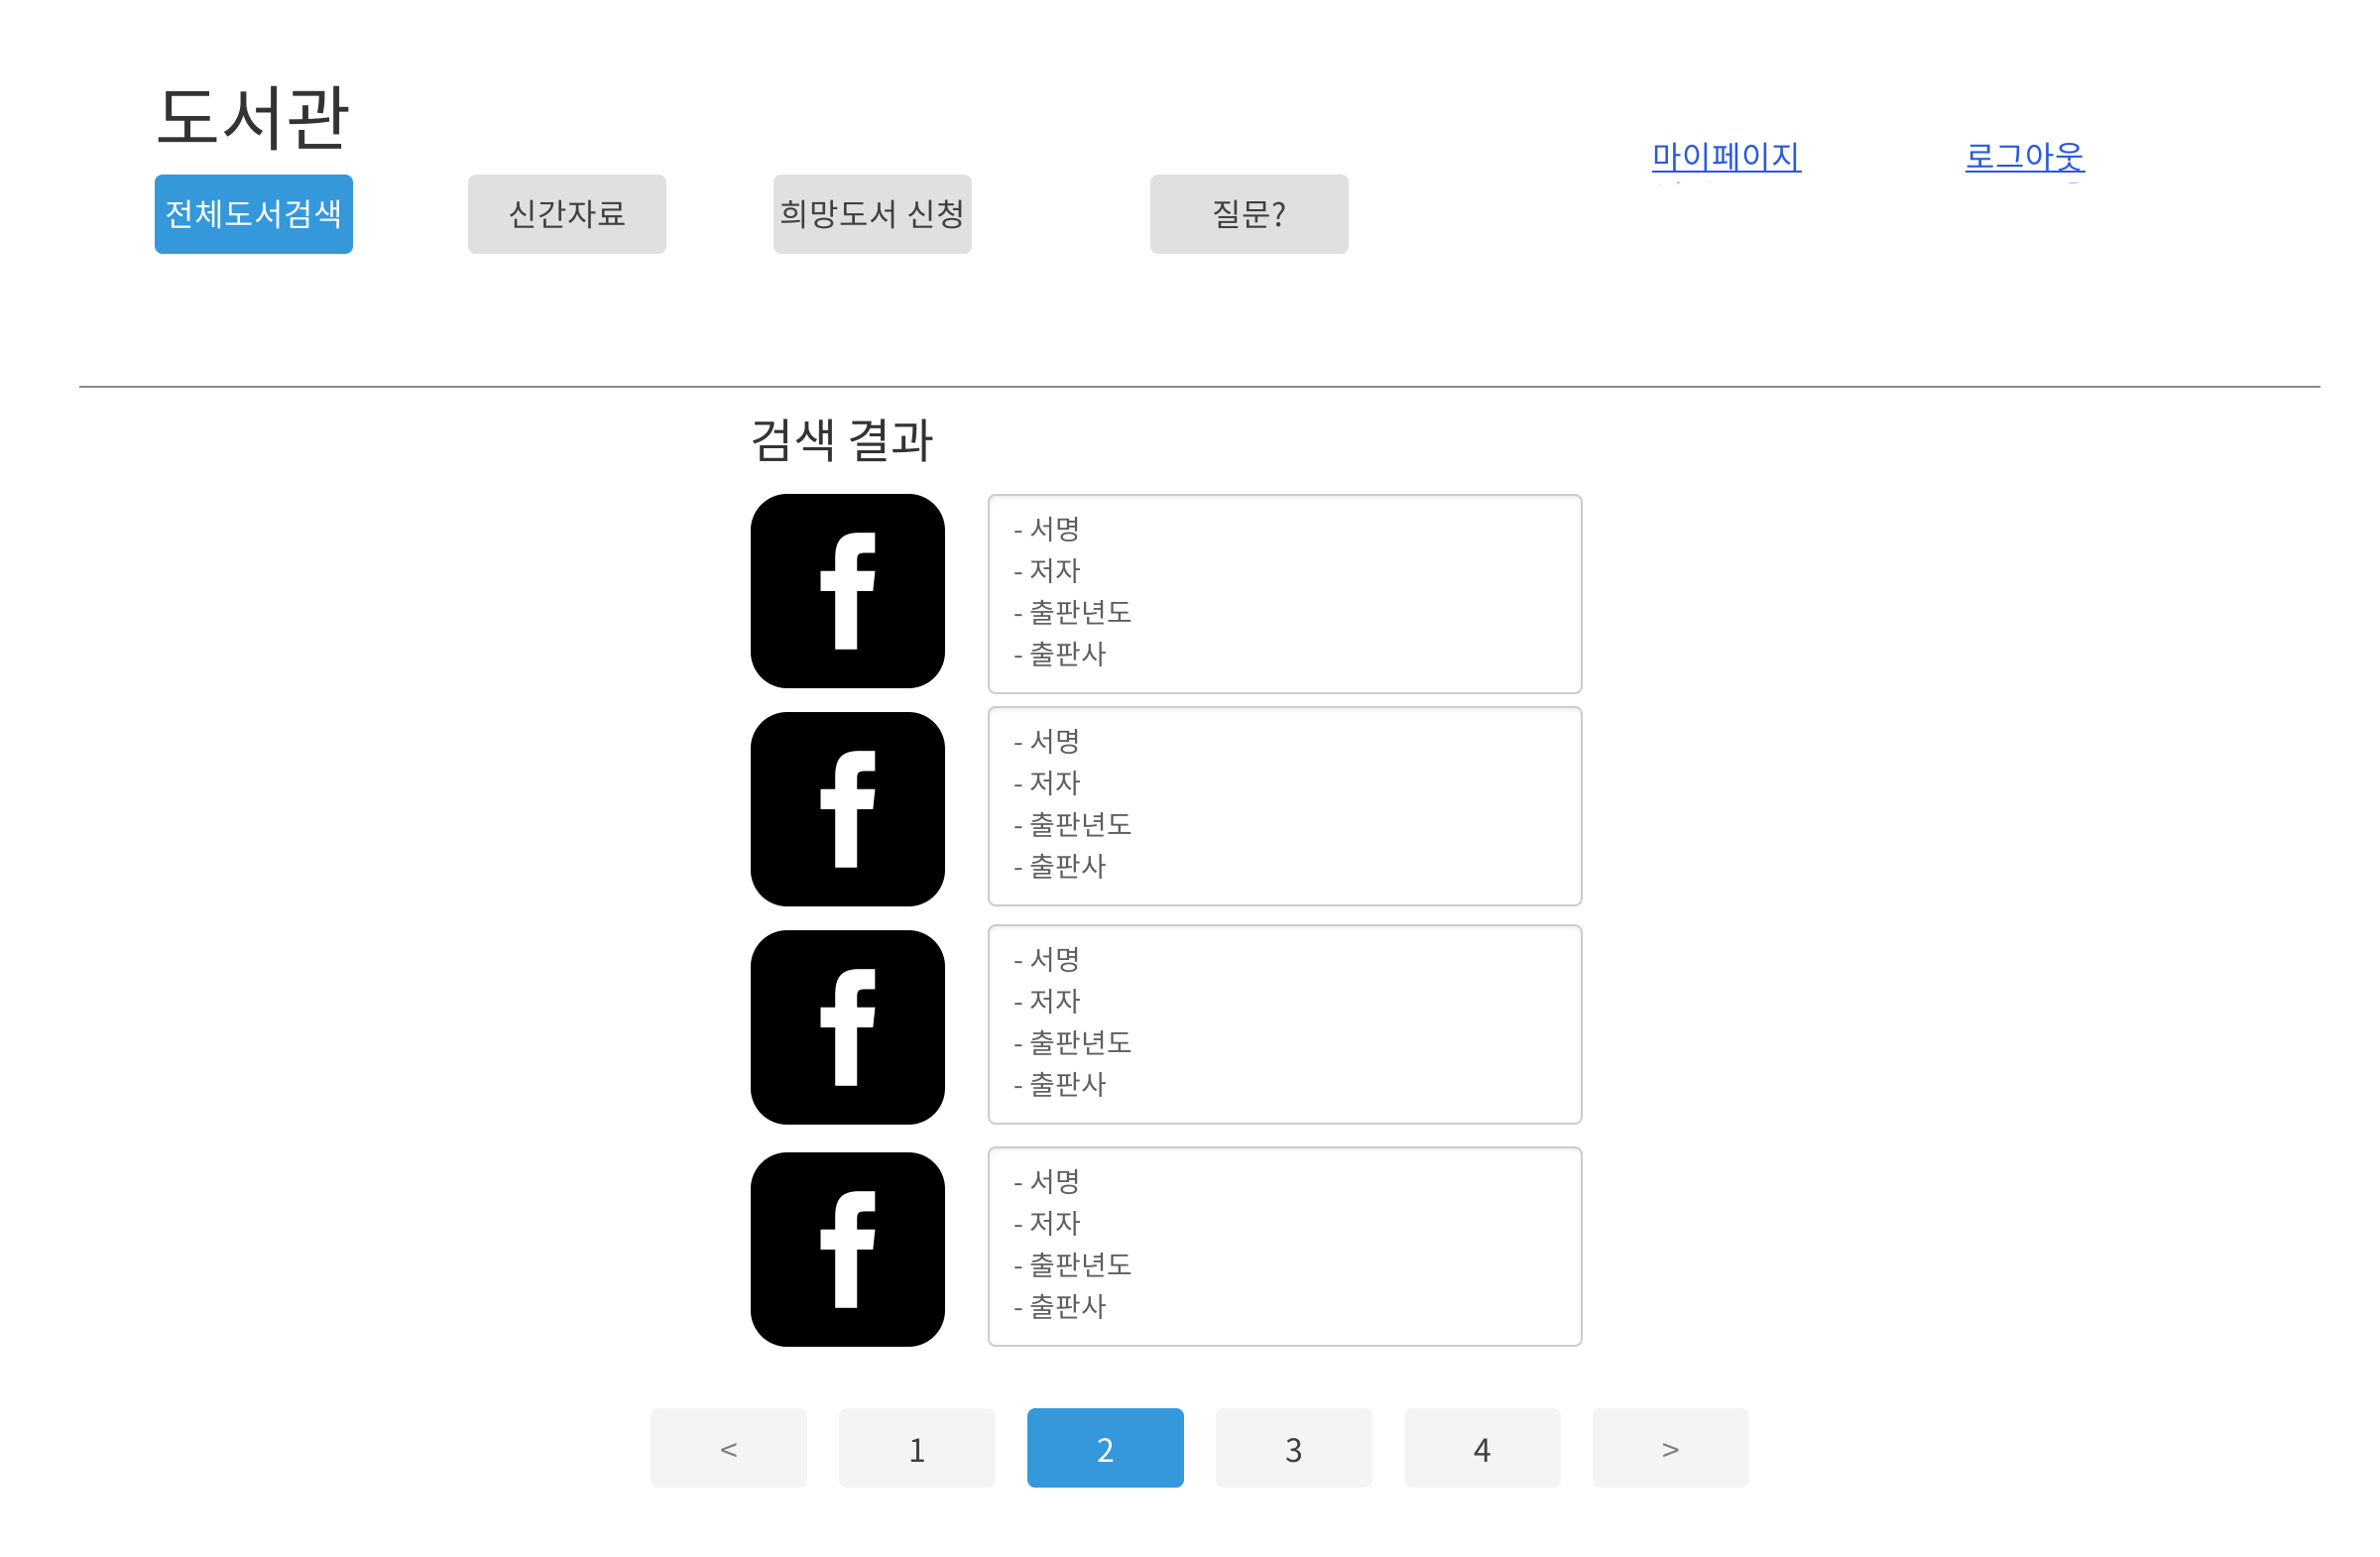 도서관
마이페이지 로그아웃
전체도서검색 신간자료 희망도서 신청 질문?
검색 결과
- 서명
- 저자
- 출판년도
- 출판사
- 서명
- 저자
- 출판년도
- 출판사
- 서명
- 저자
- 출판년도
- 출판사
- 서명
- 저자
- 출판년도
- 출판사
< 1 2 3 4 >